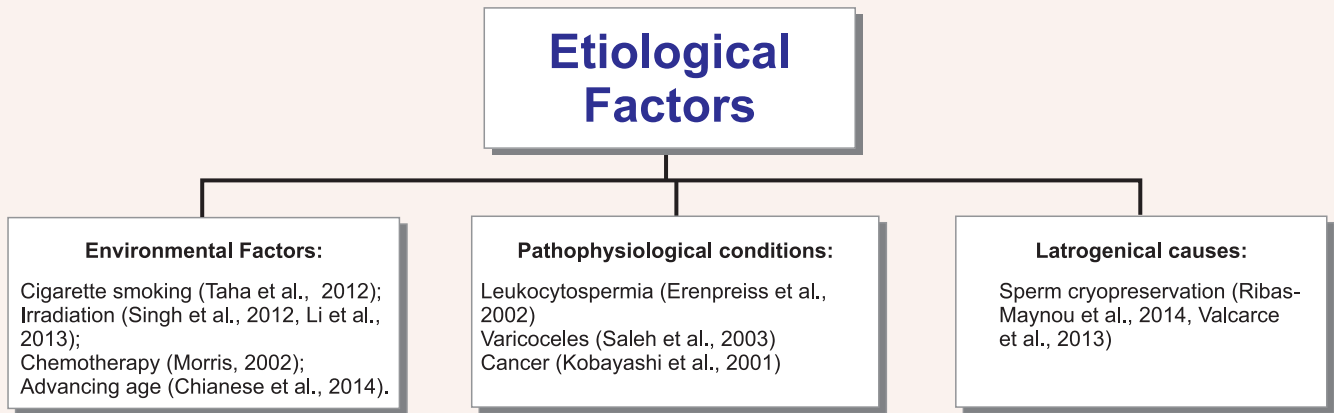 Etiological
Factors
Environmental Factors:
Cigarette smoking (Taha et al., 2012);
Irradiation (Singh et al., 2012, Li et al.,
2013);
Chemotherapy (Morris, 2002);
Advancing age (Chianese et al., 2014).
Pathophysiological conditions:
Leukocytospermia (Erenpreiss et al.,
2002)
Varicoceles (Saleh et al., 2003)
Cancer (Kobayashi et al., 2001)
Latrogenical causes:
Sperm cryopreservation (Ribas-
Maynou et al., 2014, Valcarce
et al., 2013)